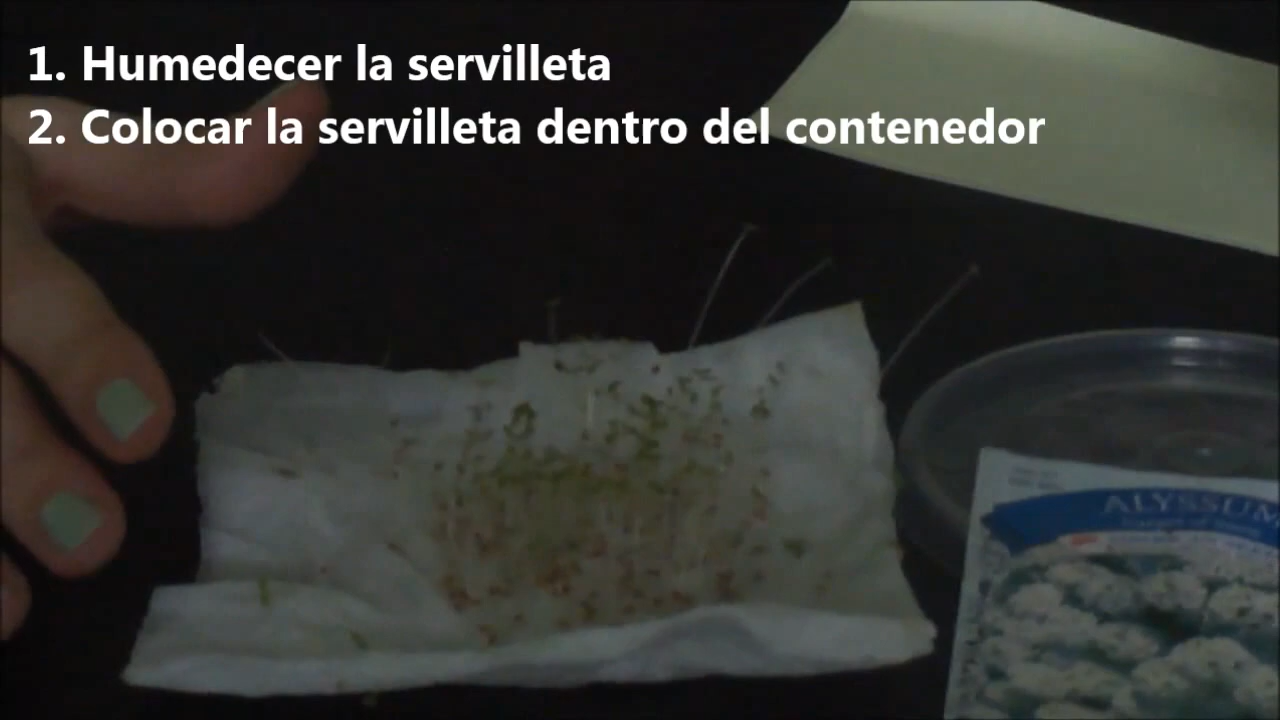 1. Humedecer la servilleta
2. Colocar la servilleta dentro del contenedor
ALYSSUM